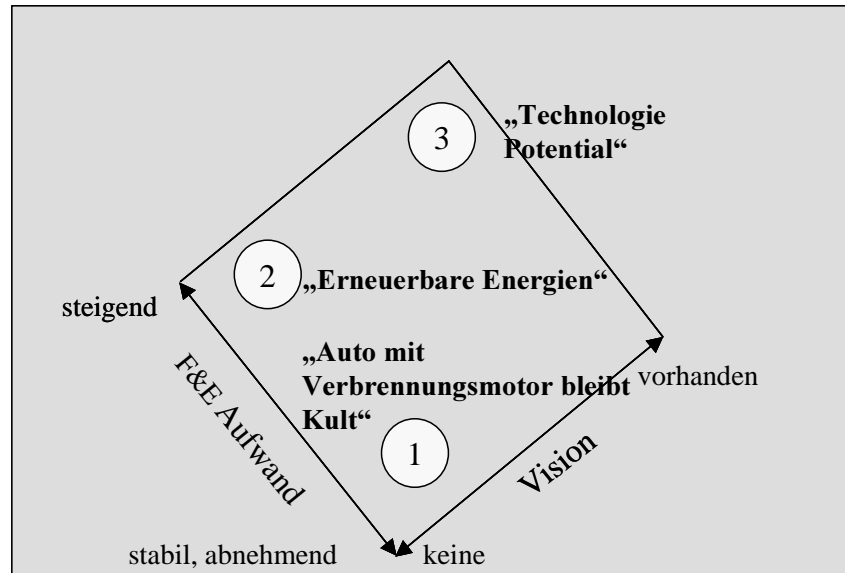 3
„Technologie
Potential“
2
„Erneuerbare Energien“
steigend
„Auto mit
Verbrennungsmotor bleibt
Kult“
vorhanden
F&E Aufwand
1
Vision
stabil, abnehmend
keine